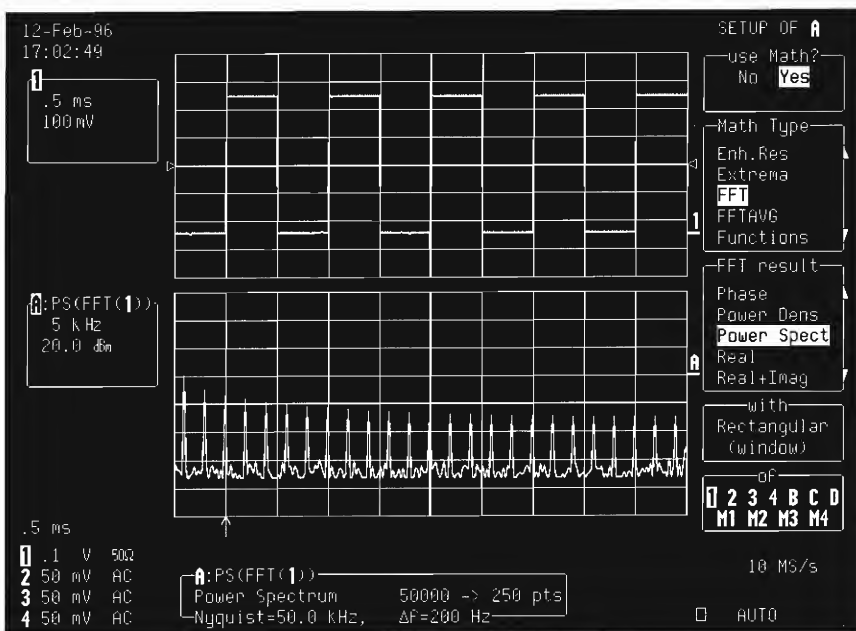 12-Feb-96
17:02:49
1
.5 ms
100mV
1
A:PS(FFT(1))
5 kHz
20.0 dBm
A
SETUP OF A
use Math?
No Yes
Math Type
Enh.Res
Extrema
FFT
FFTAVG
Functions
FFT result
Phase
Power Dens
Power Spect
Real
Real+Imag
with
Rectangular
(window)
of
1 2 3 4 B C D
M1 M2 M3 M4
.5 ms
1 .1 V 50Ω
2 50 mV AC
3 50 mV AC
4 50 mV AC
A:PS(FFT(1))
Power Spectrum 50000 -> 250 pts
Nyquist=50.0 kHz, Δf=200 Hz
10 MS/s
□ AUTO